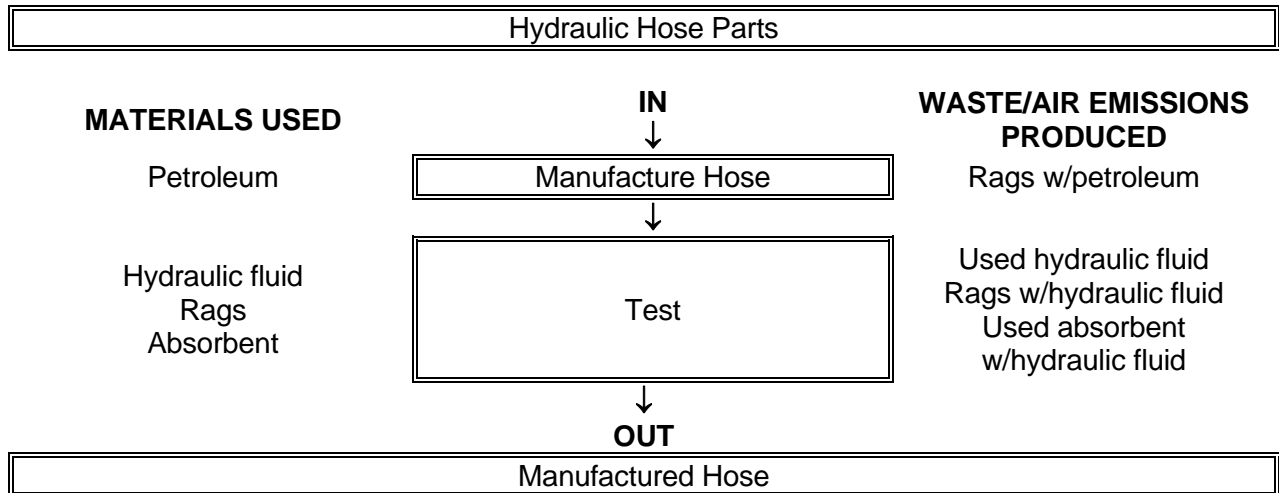 Hydraulic Hose Parts
MATERIALS USED
IN
↓
WASTE/AIR EMISSIONS
PRODUCED
Petroleum
Manufacture Hose
Rags w/petroleum
↓
Hydraulic fluid
Rags
Absorbent
Test
Used hydraulic fluid
Rags w/hydraulic fluid
Used absorbent
w/hydraulic fluid
↓
OUT
Manufactured Hose